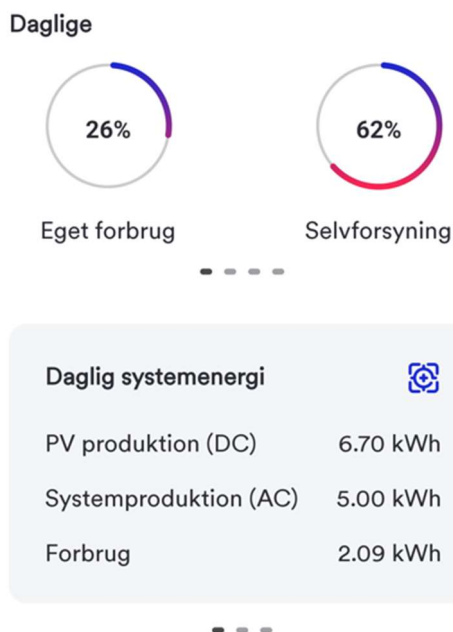 Daglige
26%
62%
Eget forbrug
Selvforsyning
Daglig systemenergi
PV produktion (DC)
6.70 kWh
Systemproduktion (AC)
5.00 kWh
Forbrug
2.09 kWh